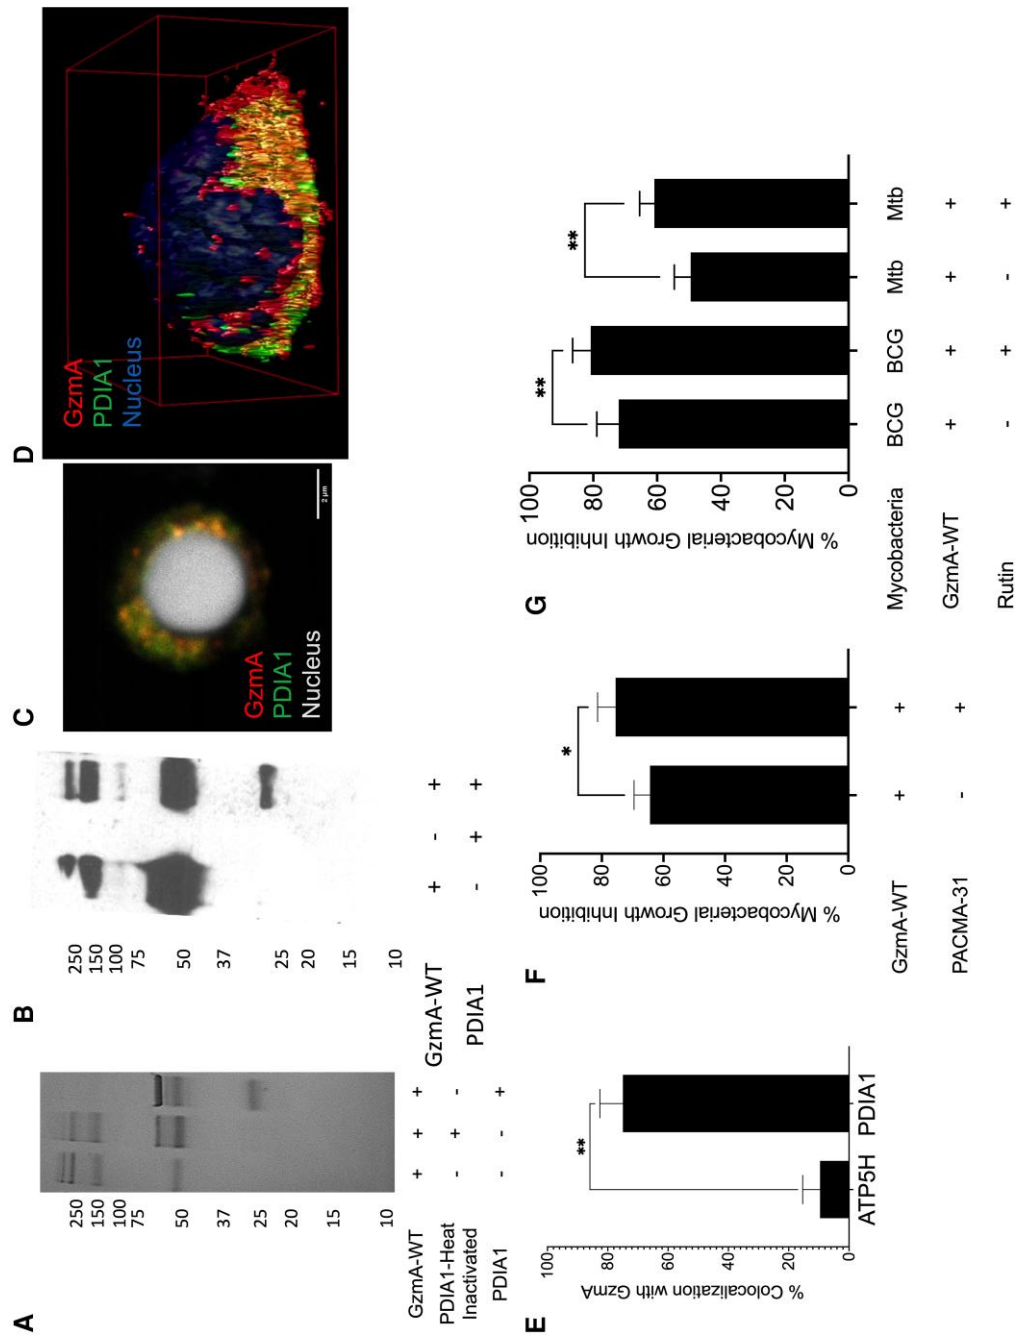 A
250
150
100
75
50
37
25
20
15
10
GzmA-WT + + +
PDIA1-Heat
Inactivated - + -
PDIA1 - - +
B
250
150
100
75
50
37
25
20
15
10
GzmA-WT + - +
PDIA1 - + +
C
GzmA
PDIA1
Nucleus
2 μm
D
GzmA
PDIA1
Nucleus
E
% Colocalization with GzmA
100
80
60
40
20
0
**
ATP5H PDIA1
F
% Mycobacterial Growth Inhibition
100
80
60
40
20
0
*
GzmA-WT + +
PACMA-31 - +
G
% Mycobacterial Growth Inhibition
100
80
60
40
20
0
** **
Mycobacteria BCG BCG Mtb Mtb
GzmA-WT + + + +
Rutin - + - +